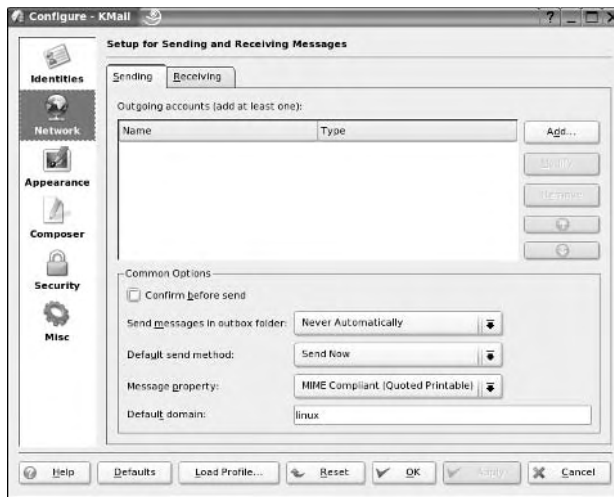 Configure - KMail
Setup for Sending and Receiving Messages
Identities
Network
Appearance
Composer
Security
Misc
Sending
Receiving
Outgoing accounts (add at least one):
Name
Type
Add...
Modify...
Remove
Common Options
Confirm before send
Send messages in outbox folder:
Never Automatically
Default send method:
Send Now
Message property:
MIME Compliant (Quoted Printable)
Default domain:
linux
Help
Defaults
Load Profile...
Reset
OK
Apply
Cancel